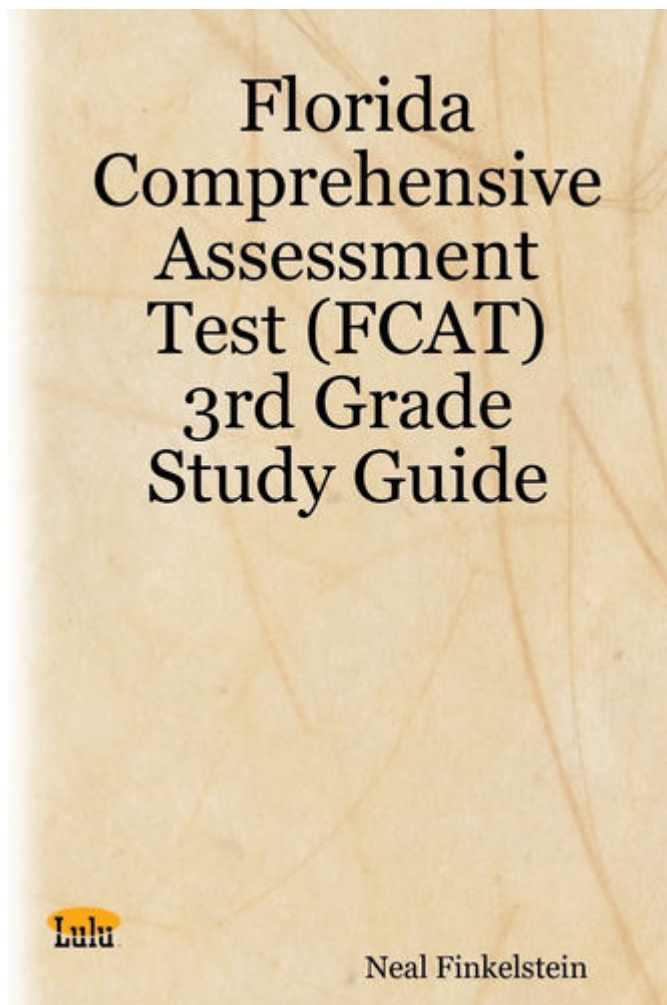 Florida
Comprehensive
Assessment
Test (FCAT)
3rd Grade
Study Guide
Lulu
Neal Finkelstein